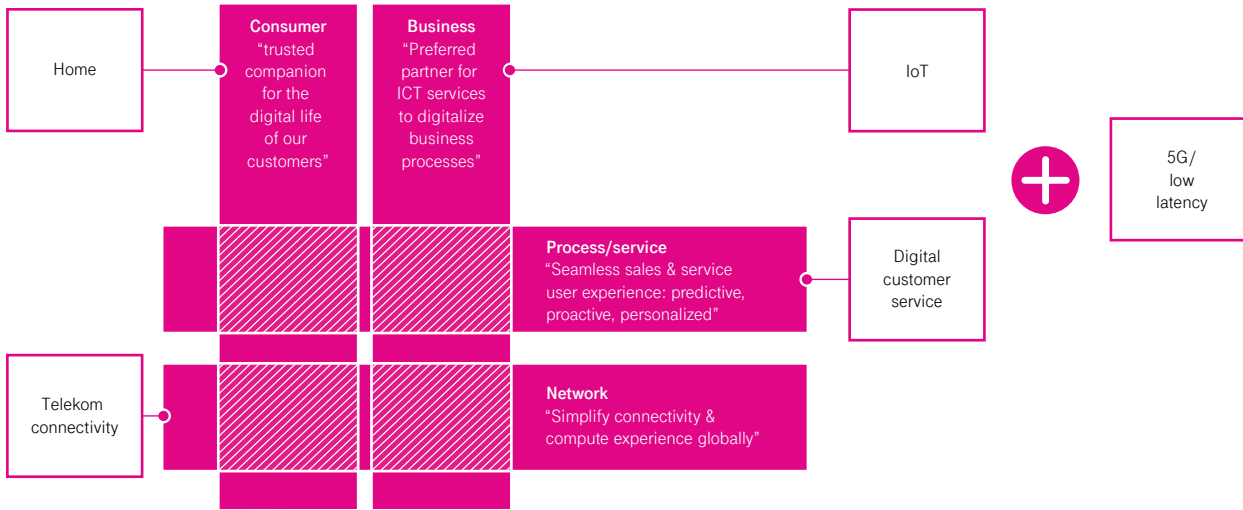 Home
Consumer
“trusted
companion
for the
digital life
of our
customers”
Business
“Preferred
partner for
ICT services
to digitalize
business
processes”
IoT
5G/
low
latency
Process/service
“Seamless sales & service
user experience: predictive,
proactive, personalized”
Digital
customer
service
Telekom
connectivity
Network
“Simplify connectivity &
compute experience globally”